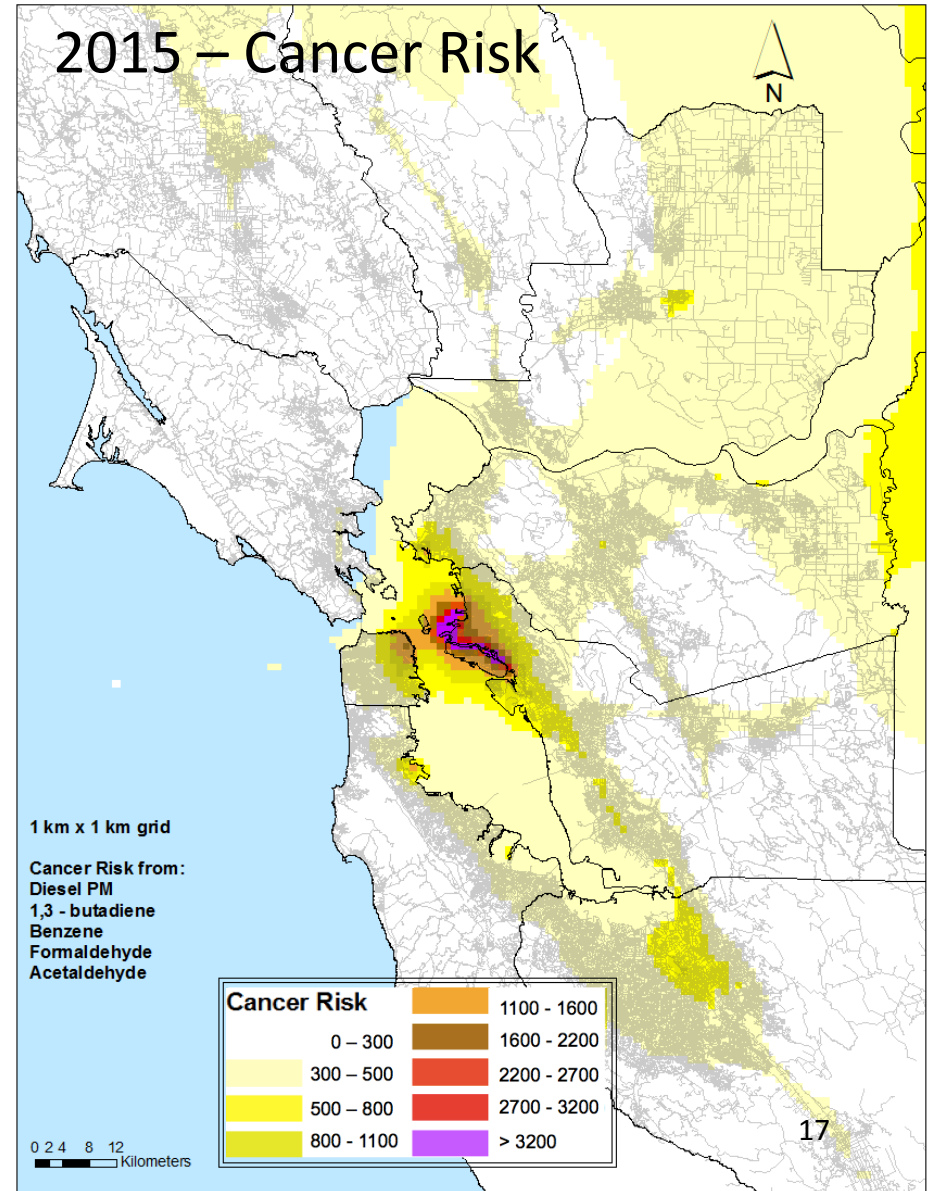 2015 – Cancer Risk
N
1 km x 1 km grid
Cancer Risk from:
Diesel PM
1,3 - butadiene
Benzene
Formaldehyde
Acetaldehyde
Cancer Risk
0 – 300
300 – 500
500 – 800
800 - 1100
1100 - 1600
1600 - 2200
2200 - 2700
2700 - 3200
> 3200
17
0 2 4 8 12
Kilometers